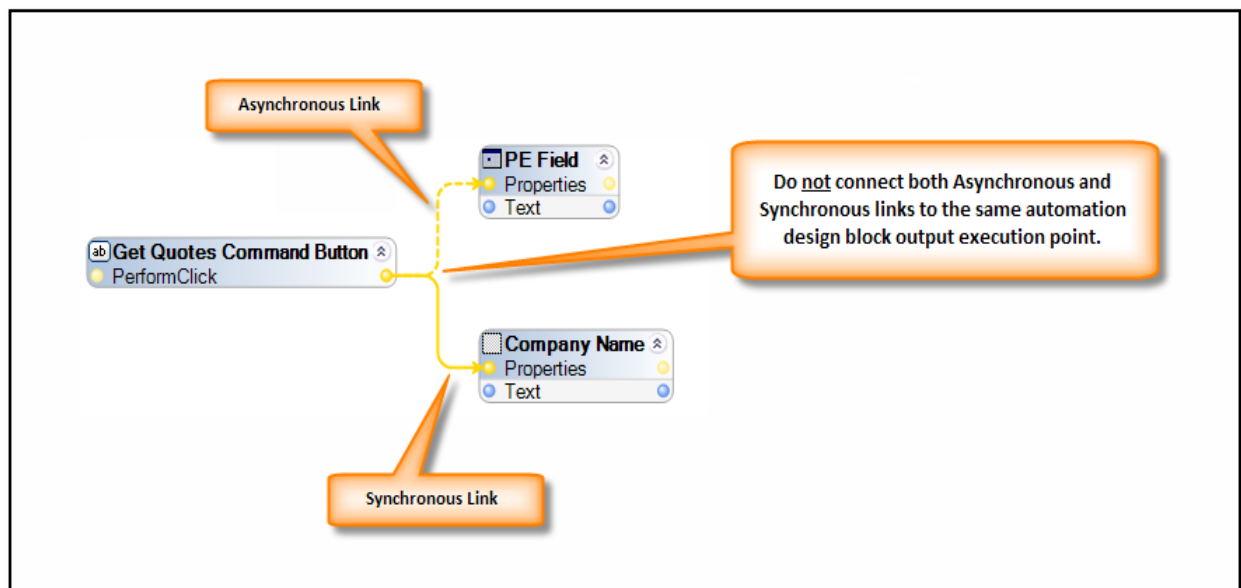 Asynchronous Link
PE Field
Properties
Text
Do not connect both Asynchronous and
Synchronous links to the same automation
design block output execution point.
ab Get Quotes Command Button
PerformClick
Company Name
Properties
Text
Synchronous Link